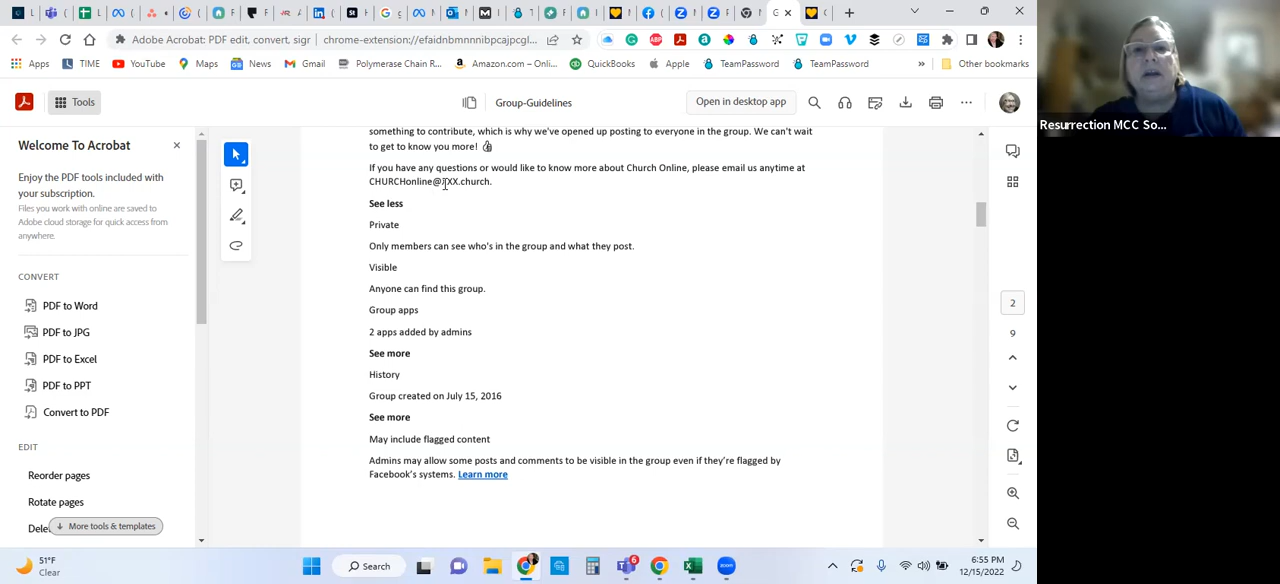 Adobe Acrobat: PDF edit, convert, sigr
chrome-extension://efaidnbmnnnibpcajpcgl...
Apps
TIME
YouTube
Maps
News
Gmail
Polymerase Chain R...
Amazon.com – Onli...
QuickBooks
Apple
TeamPassword
TeamPassword
»
Other bookmarks
Tools
Group-Guidelines
Open in desktop app
Resurrection MCC So...
Welcome To Acrobat
Enjoy the PDF tools included with
your subscription.
Files you work with online are saved to
Adobe cloud storage for quick access from
anywhere.
CONVERT
PDF to Word
PDF to JPG
PDF to Excel
PDF to PPT
Convert to PDF
EDIT
Reorder pages
Rotate pages
Dele
More tools & templates
something to contribute, which is why we've opened up posting to everyone in the group. We can't wait
to get to know you more!
If you have any questions or would like to know more about Church Online, please email us anytime at
See less
Private
Only members can see who's in the group and what they post.
Visible
Anyone can find this group.
Group apps
2 apps added by admins
See more
History
Group created on July 15, 2016
See more
May include flagged content
Admins may allow some posts and comments to be visible in the group even if they're flagged by
Facebook's systems. Learn more
2
9
51°F
Clear
Search
6
6:55 PM
12/15/2022